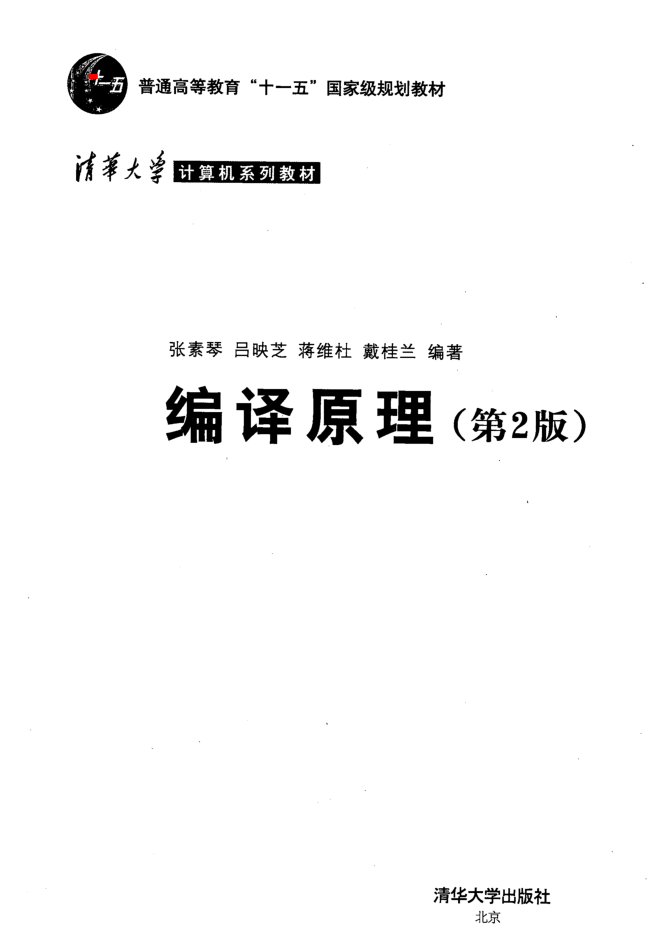 十一五
普通高等教育“十一五”国家级规划教材
清华大学 计算机系列教材
张素琴 吕映芝 蒋维杜 戴桂兰 编著
编译原理(第2版)
清华大学出版社
北京